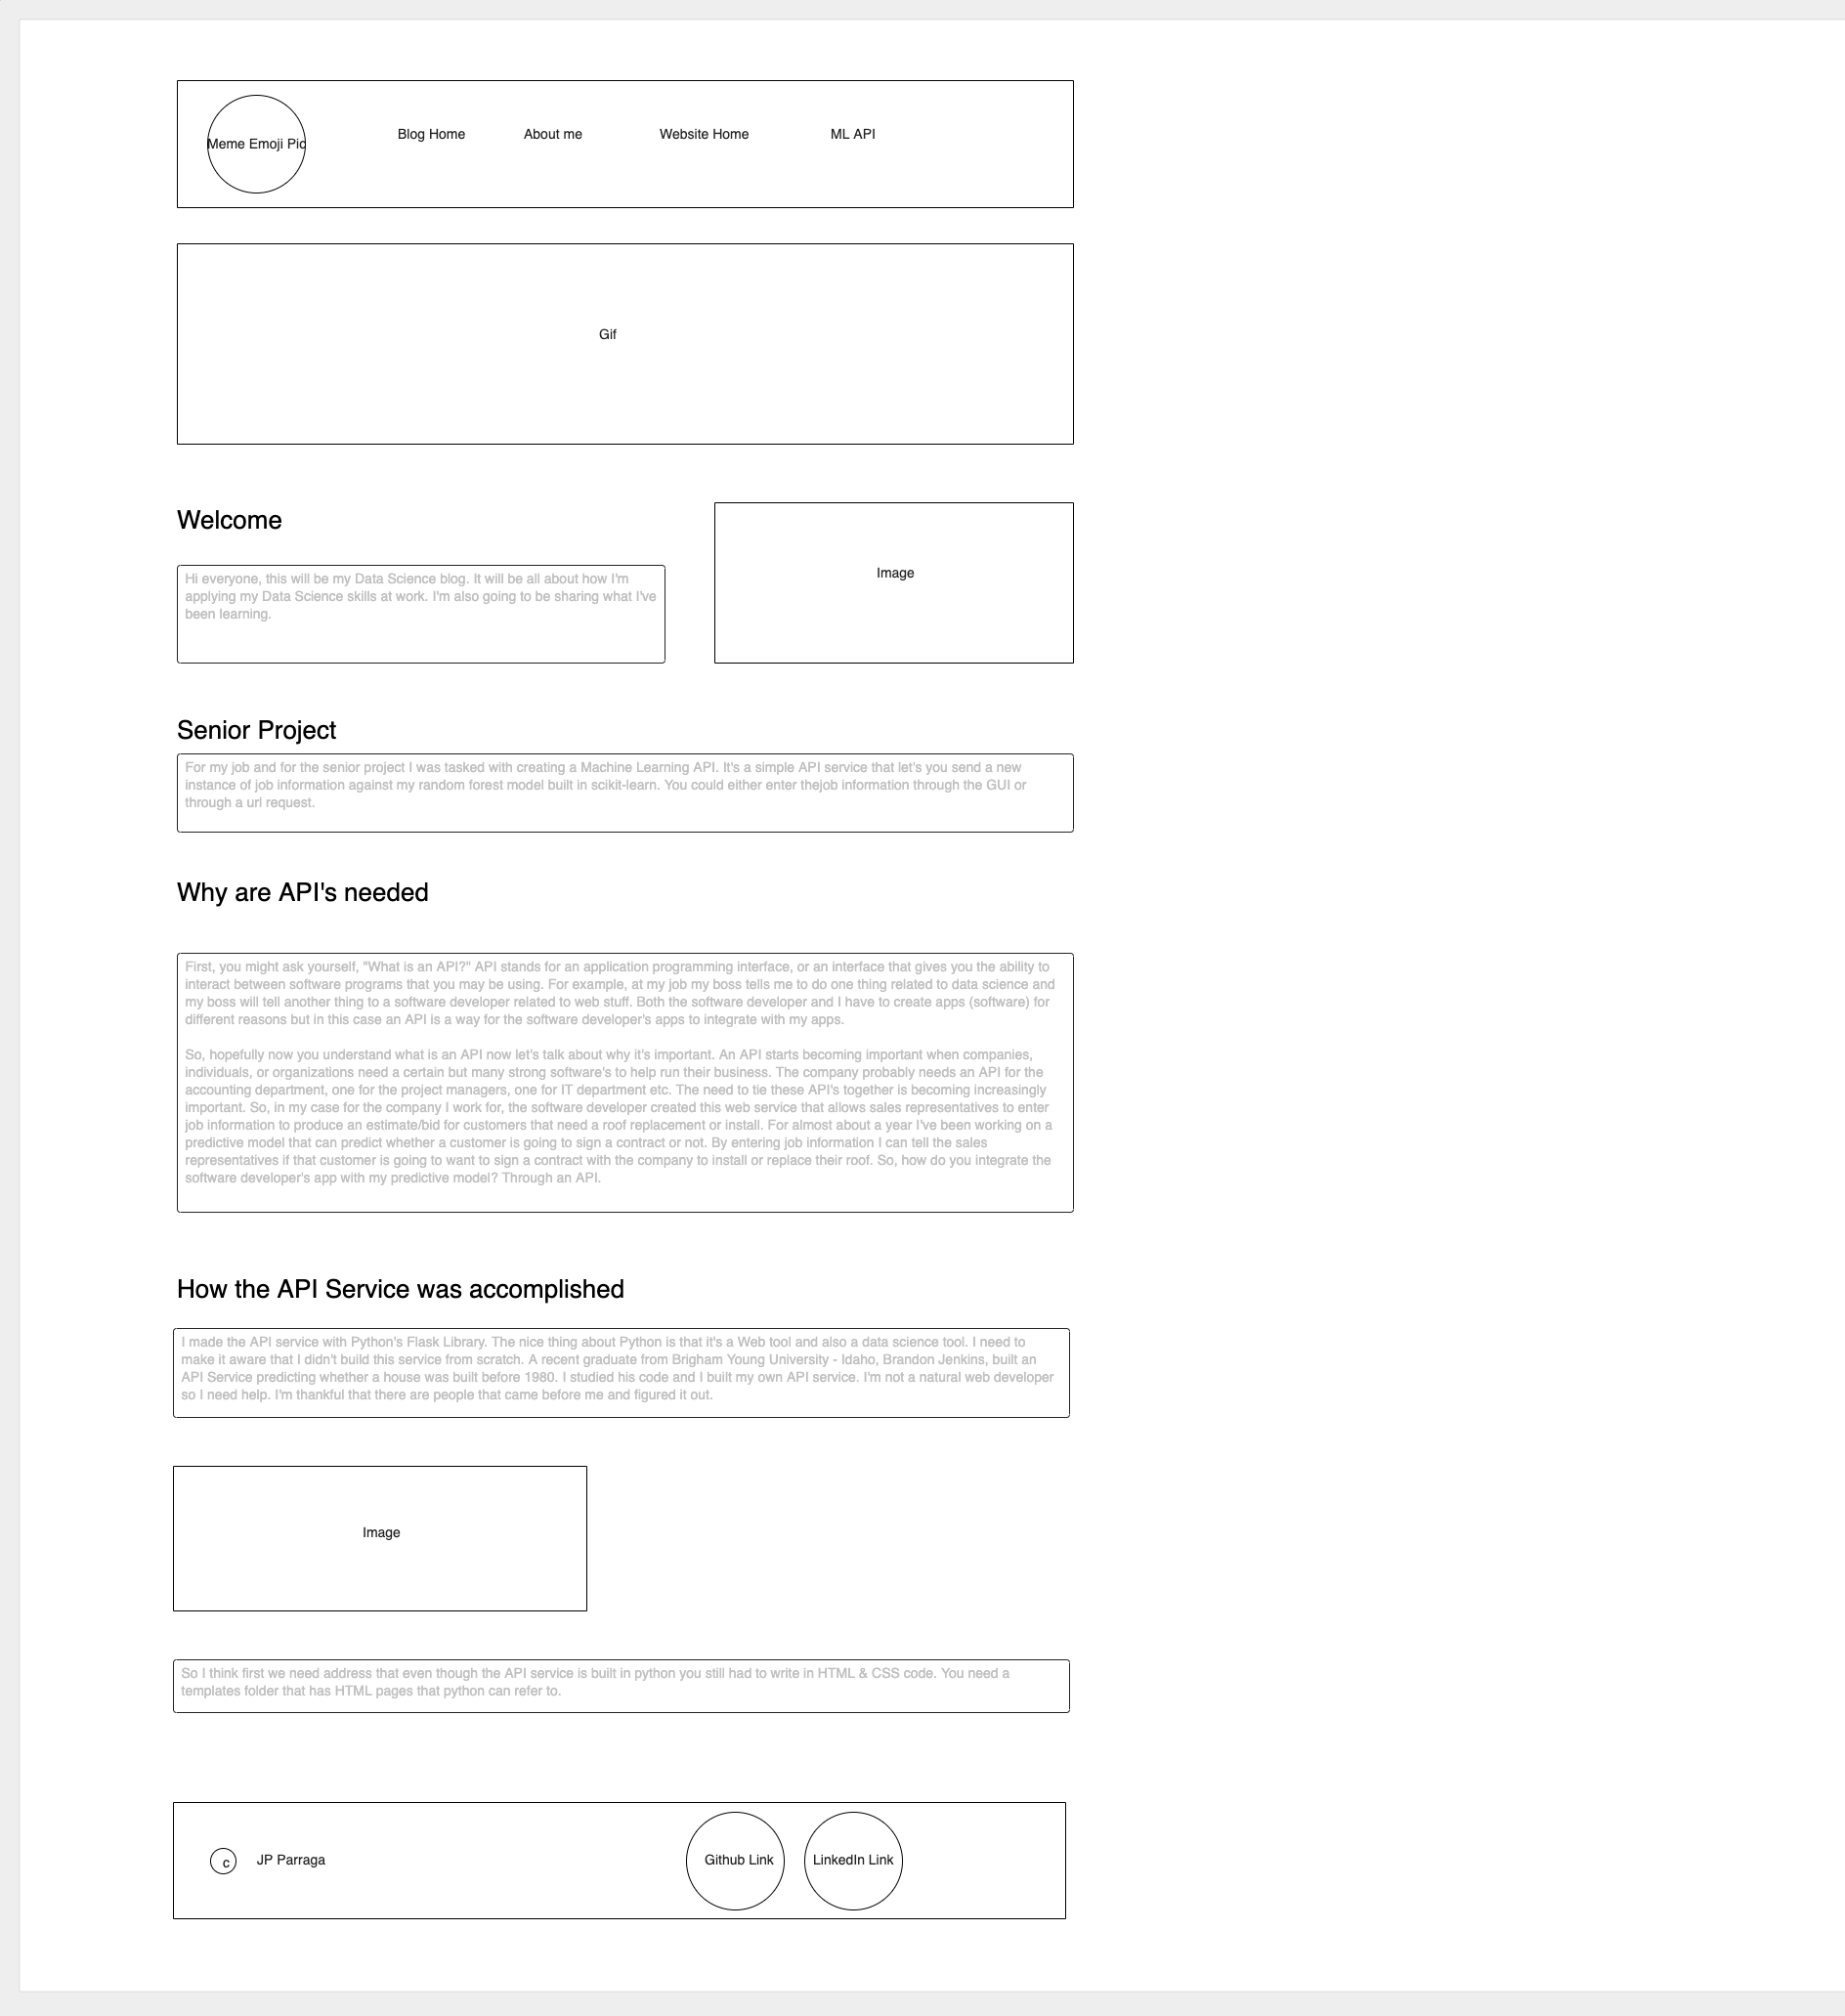 Meme Emoji Pic
Blog Home
About me
Website Home
ML API
Gif
Welcome
Hi everyone, this will be my Data Science blog. It will be all about how I'm
applying my Data Science skills at work. I'm also going to be sharing what I've
been learning.
Image
Senior Project
For my job and for the senior project I was tasked with creating a Machine Learning API. It's a simple API service that let's you send a new
instance of job information against my random forest model built in scikit-learn. You could either enter thejob information through the GUI or
through a url request.
Why are API's needed
First, you might ask yourself, "What is an API?" API stands for an application programming interface, or an interface that gives you the ability to
interact between software programs that you may be using. For example, at my job my boss tells me to do one thing related to data science and
my boss will tell another thing to a software developer related to web stuff. Both the software developer and I have to create apps (software) for
different reasons but in this case an API is a way for the software developer's apps to integrate with my apps.
So, hopefully now you understand what is an API now let's talk about why it's important. An API starts becoming important when companies,
individuals, or organizations need a certain but many strong software's to help run their business. The company probably needs an API for the
accounting department, one for the project managers, one for IT department etc. The need to tie these API's together is becoming increasingly
important. So, in my case for the company I work for, the software developer created this web service that allows sales representatives to enter
job information to produce an estimate/bid for customers that need a roof replacement or install. For almost about a year I've been working on a
predictive model that can predict whether a customer is going to sign a contract or not. By entering job information I can tell the sales
representatives if that customer is going to want to sign a contract with the company to install or replace their roof. So, how do you integrate the
software developer's app with my predictive model? Through an API.
How the API Service was accomplished
I made the API service with Python's Flask Library. The nice thing about Python is that it's a Web tool and also a data science tool. I need to
make it aware that I didn't build this service from scratch. A recent graduate from Brigham Young University - Idaho, Brandon Jenkins, built an
API Service predicting whether a house was built before 1980. I studied his code and I built my own API service. I'm not a natural web developer
so I need help. I'm thankful that there are people that came before me and figured it out.
Image
So I think first we need address that even though the API service is built in python you still had to write in HTML & CSS code. You need a
templates folder that has HTML pages that python can refer to.
c
JP Parraga
Github Link
LinkedIn Link